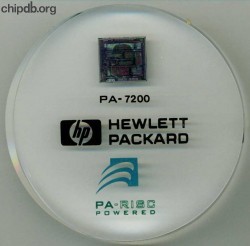 chipdb.org
PA-7200
hp HEWLETT
PACKARD
PA-RISC
POWERED